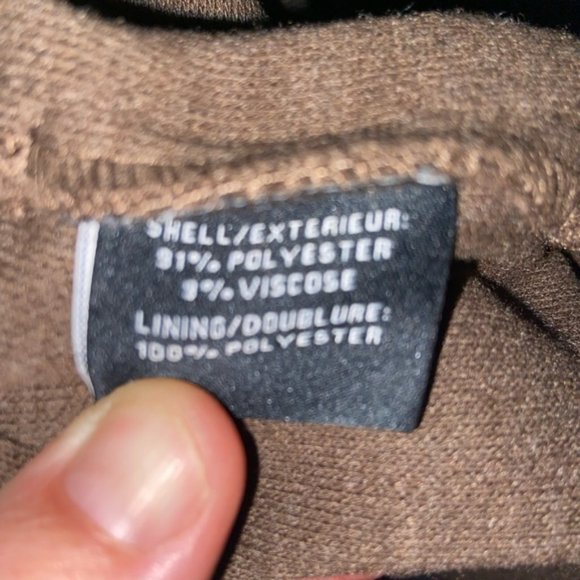 SHELL/EXTERIEUR:
91% POLYESTER
9% VISCOSE
LINING/DOUBLURE:
100% POLYESTER